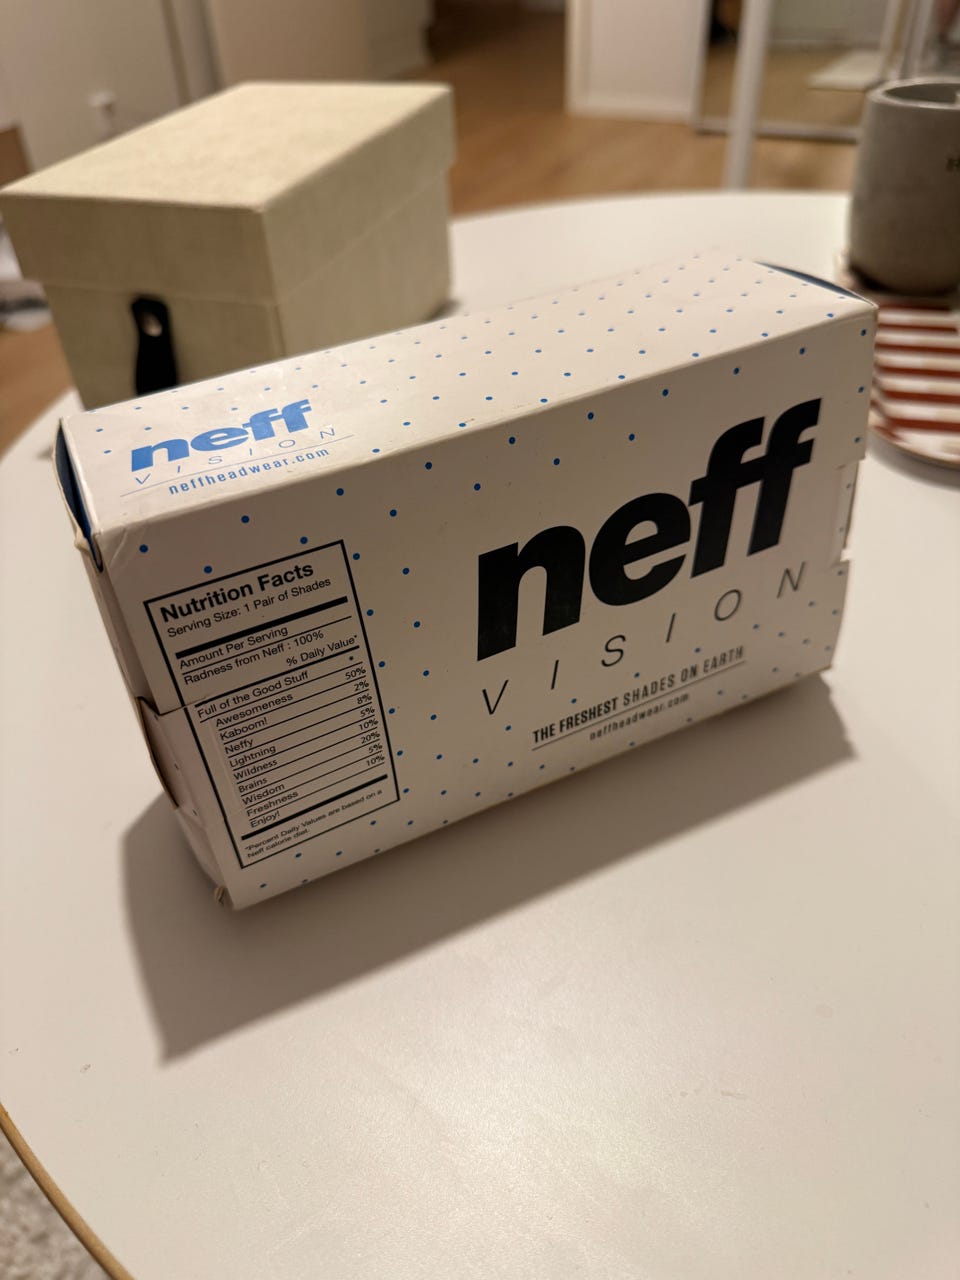 neff
VISION
neffheadwear.com
neff
VISION
THE FRESHEST SHADES ON EARTH
neffheadwear.com
Nutrition Facts
Serving Size: 1 Pair of Shades
Amount Per Serving
Radness from Neff : 100%
% Daily Value*
Full of the Good Stuff
Awesomeness 50%
Kaboom! 2%
Neffy 8%
Lightning 5%
Wildness 10%
Brains 20%
Wisdom 5%
Freshness 10%
Enjoy!
*Percent Daily Values are based on a
Neff calorie diet.